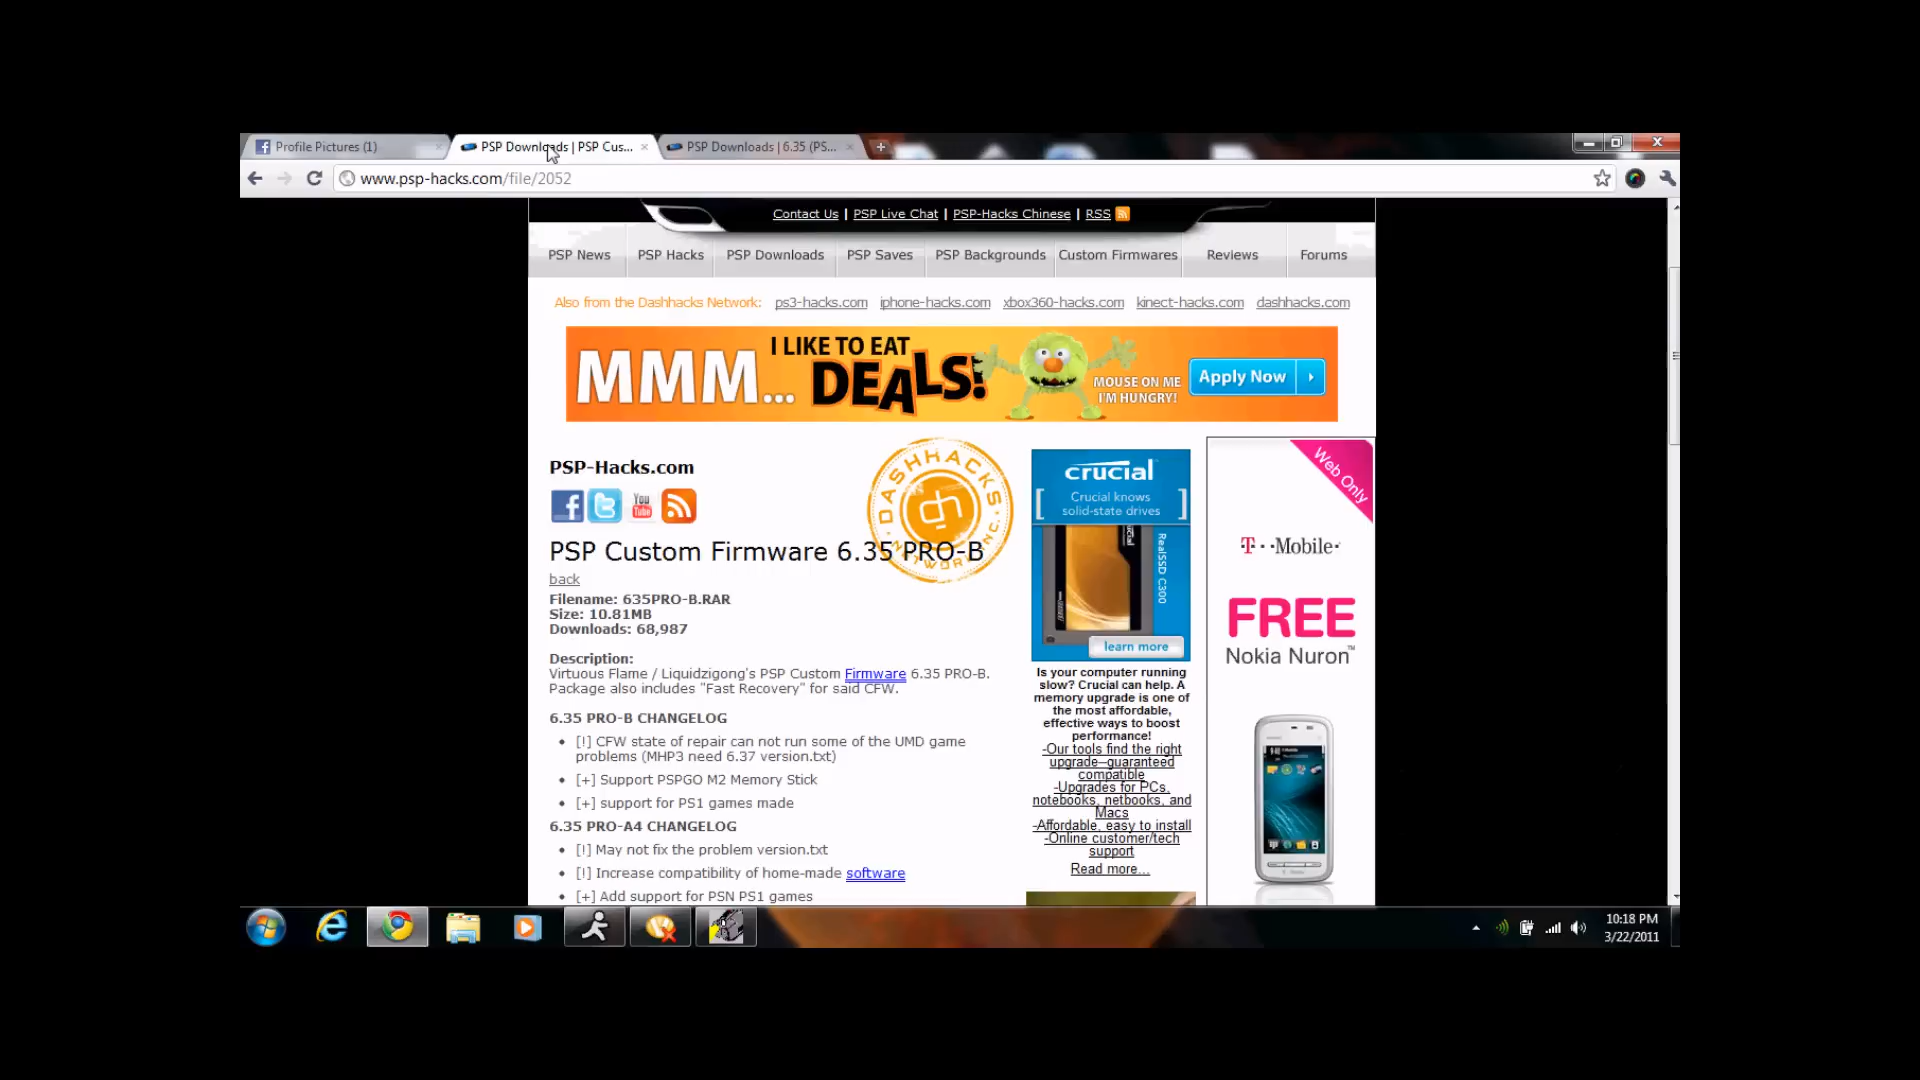 Profile Pictures (1)
PSP Downloads | PSP Cus...
PSP Downloads | 6.35 (PS...
www.psp-hacks.com/file/2052
Contact Us | PSP Live Chat | PSP-Hacks Chinese | RSS
PSP News
PSP Hacks
PSP Downloads
PSP Saves
PSP Backgrounds
Custom Firmwares
Reviews
Forums
Also from the Dashhacks Network: ps3-hacks.com iphone-hacks.com xbox360-hacks.com kinect-hacks.com dashhacks.com
MMM...
I LIKE TO EAT
DEALS!
MOUSE ON ME
I'M HUNGRY!
Apply Now
PSP-Hacks.com
You
Tube
DASHHACKS
NETWORK INC.
dh
PSP Custom Firmware 6.35 PRO-B
back
Filename: 635PRO-B.RAR
Size: 10.81MB
Downloads: 68,987
Description:
Virtuous Flame / Liquidzigong's PSP Custom Firmware 6.35 PRO-B.
Package also includes "Fast Recovery" for said CFW.
6.35 PRO-B CHANGELOG
[!] CFW state of repair can not run some of the UMD game
problems (MHP3 need 6.37 version.txt)
[+] Support PSPGO M2 Memory Stick
[+] support for PS1 games made
6.35 PRO-A4 CHANGELOG
[!] May not fix the problem version.txt
[!] Increase compatibility of home-made software
[+] Add support for PSN PS1 games
crucial
Crucial knows
solid-state drives
crucial
RealSSD C300
learn more
Is your computer running
slow? Crucial can help. A
memory upgrade is one of
the most affordable,
effective ways to boost
performance!
-Our tools find the right
upgrade--guaranteed
compatible
-Upgrades for PCs,
notebooks, netbooks, and
Macs
-Affordable, easy to install
-Online customer/tech
support
Read more...
Web Only
T··Mobile·
FREE
Nokia Nuron™
10:18 PM
3/22/2011